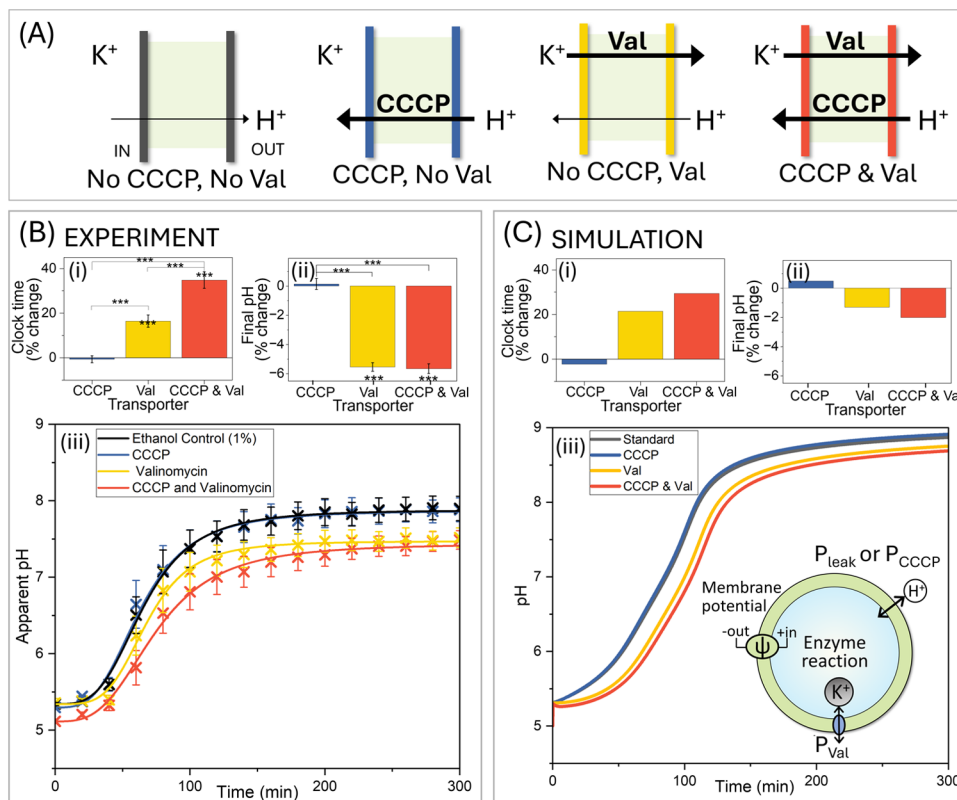 (A)
K⁺
H⁺
IN
OUT
No CCCP, No Val
K⁺
CCCP
H⁺
CCCP, No Val
K⁺
Val
H⁺
No CCCP, Val
K⁺
Val
CCCP
H⁺
CCCP & Val
(B) EXPERIMENT
(i)
Clock time
(% change)
40
20
0
***
***
***
***
***
CCCP Val CCCP & Val
Transporter
(ii)
Final pH
(% change)
0
−2
−4
−6
***
***
***
***
CCCP Val CCCP & Val
Transporter
(iii)
Ethanol Control (1%)
CCCP
Valinomycin
CCCP and Valinomycin
Apparent pH
9
8
7
6
5
0 100 200 300
Time (min)
(C) SIMULATION
(i)
Clock time
(% change)
40
20
0
CCCP Val CCCP & Val
Transporter
(ii)
Final pH
(% change)
0
−2
−4
−6
CCCP Val CCCP & Val
Transporter
(iii)
Standard
CCCP
Val
CCCP & Val
pH
9
8
7
6
5
0 100 200 300
Time (min)
P leak or P CCCP
H⁺
Membrane
potential
-out +in
ψ
Enzyme
reaction
K⁺
P Val